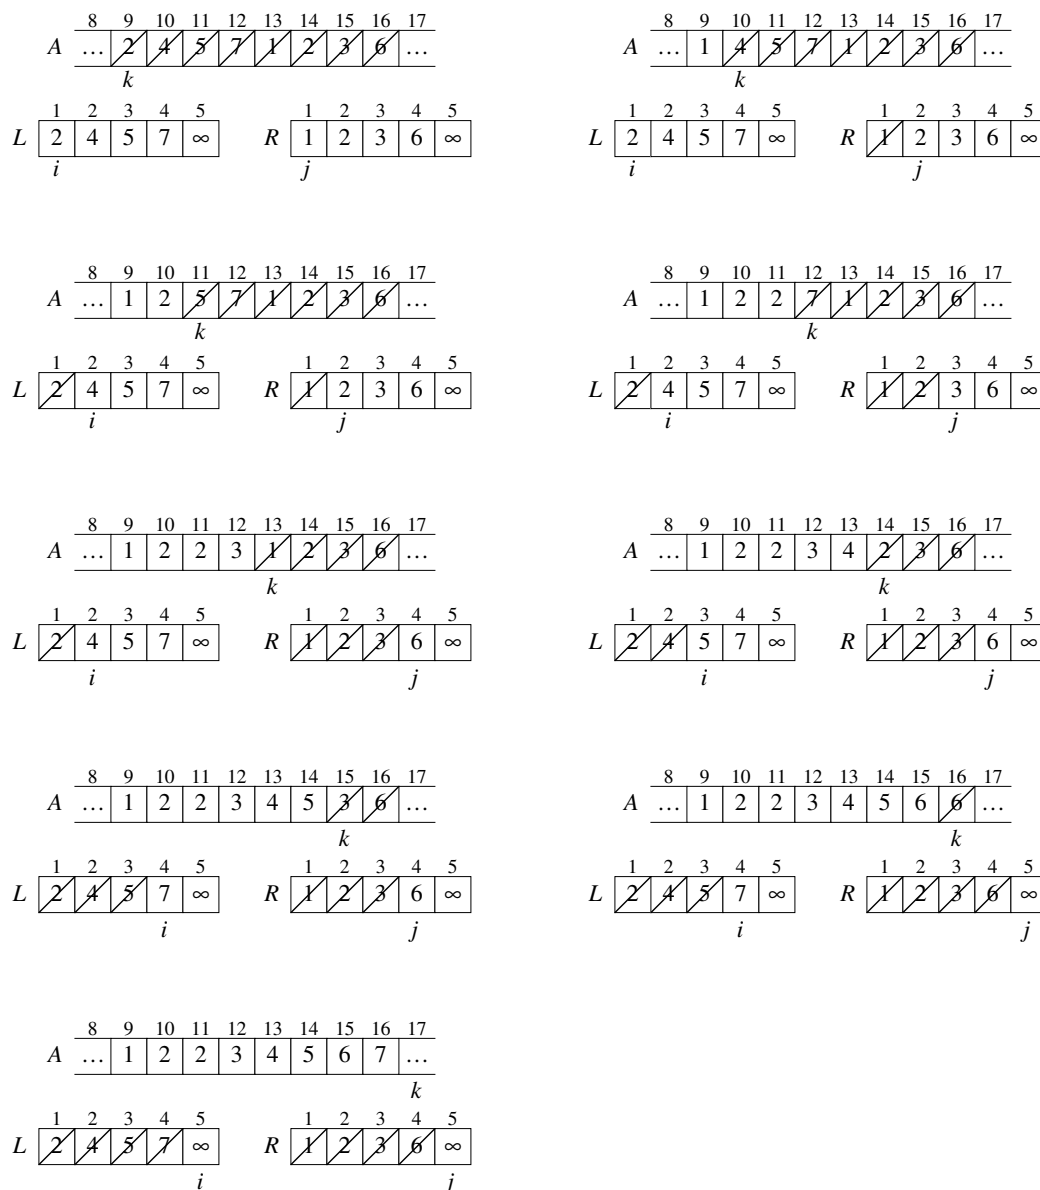 8 9 10 11 12 13 14 15 16 17
A … 2 4 5 7 1 2 3 6 …
k
1 2 3 4 5 1 2 3 4 5
L 2 4 5 7 ∞ R 1 2 3 6 ∞
i j
8 9 10 11 12 13 14 15 16 17
A … 1 4 5 7 1 2 3 6 …
k
1 2 3 4 5 1 2 3 4 5
L 2 4 5 7 ∞ R 1 2 3 6 ∞
i j
8 9 10 11 12 13 14 15 16 17
A … 1 2 5 7 1 2 3 6 …
k
1 2 3 4 5 1 2 3 4 5
L 2 4 5 7 ∞ R 1 2 3 6 ∞
i j
8 9 10 11 12 13 14 15 16 17
A … 1 2 2 7 1 2 3 6 …
k
1 2 3 4 5 1 2 3 4 5
L 2 4 5 7 ∞ R 1 2 3 6 ∞
i j
8 9 10 11 12 13 14 15 16 17
A … 1 2 2 3 1 2 3 6 …
k
1 2 3 4 5 1 2 3 4 5
L 2 4 5 7 ∞ R 1 2 3 6 ∞
i j
8 9 10 11 12 13 14 15 16 17
A … 1 2 2 3 4 2 3 6 …
k
1 2 3 4 5 1 2 3 4 5
L 2 4 5 7 ∞ R 1 2 3 6 ∞
i j
8 9 10 11 12 13 14 15 16 17
A … 1 2 2 3 4 5 3 6 …
k
1 2 3 4 5 1 2 3 4 5
L 2 4 5 7 ∞ R 1 2 3 6 ∞
i j
8 9 10 11 12 13 14 15 16 17
A … 1 2 2 3 4 5 6 6 …
k
1 2 3 4 5 1 2 3 4 5
L 2 4 5 7 ∞ R 1 2 3 6 ∞
i j
8 9 10 11 12 13 14 15 16 17
A … 1 2 2 3 4 5 6 7 …
k
1 2 3 4 5 1 2 3 4 5
L 2 4 5 7 ∞ R 1 2 3 6 ∞
i j